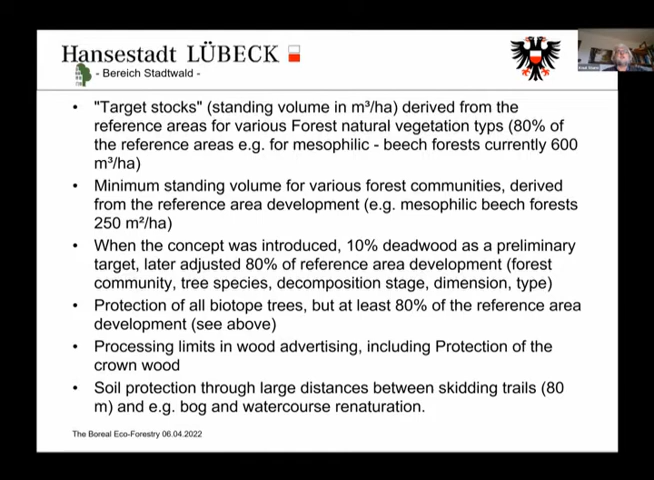 Hansestadt LÜBECK
- Bereich Stadtwald -
• "Target stocks" (standing volume in m³/ha) derived from the
reference areas for various Forest natural vegetation typs (80% of
the reference areas e.g. for mesophilic - beech forests currently 600
m³/ha)
• Minimum standing volume for various forest communities, derived
from the reference area development (e.g. mesophilic beech forests
250 m²/ha)
• When the concept was introduced, 10% deadwood as a preliminary
target, later adjusted 80% of reference area development (forest
community, tree species, decomposition stage, dimension, type)
• Protection of all biotope trees, but at least 80% of the reference area
development (see above)
• Processing limits in wood advertising, including Protection of the
crown wood
• Soil protection through large distances between skidding trails (80
m) and e.g. bog and watercourse renaturation.
The Boreal Eco-Forestry 06.04.2022